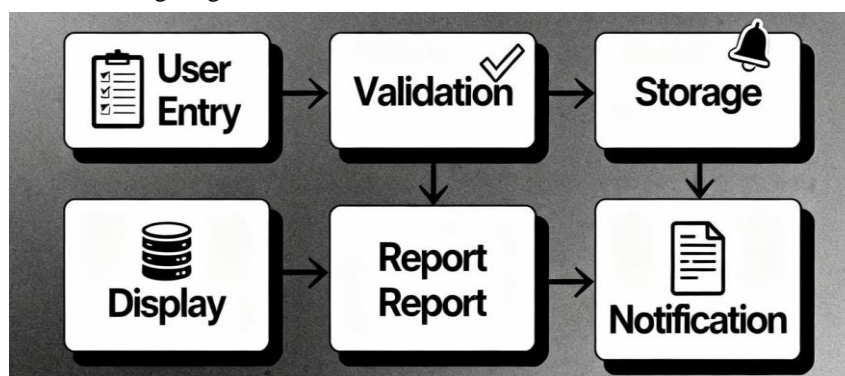 User
Entry
Validation
Storage
Display
Report
Report
Notification